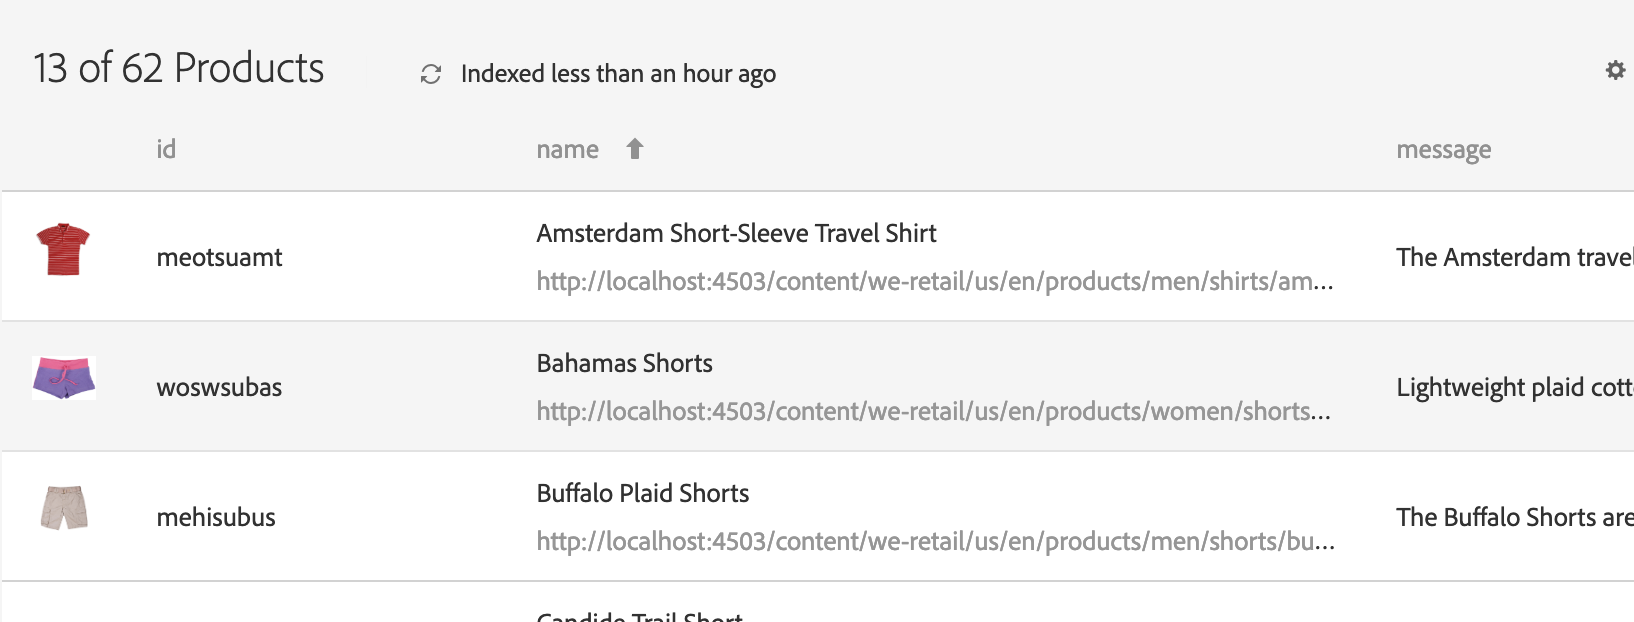 13 of 62 Products
Indexed less than an hour ago
id name message
Amsterdam Short-Sleeve Travel Shirt
meotsuamt
http://localhost:4503/content/we-retail/us/en/products/men/shirts/am...
The Amsterdam travel
Bahamas Shorts
woswsubas
http://localhost:4503/content/we-retail/us/en/products/women/shorts...
Lightweight plaid cott
Buffalo Plaid Shorts
mehisubus
http://localhost:4503/content/we-retail/us/en/products/men/shorts/bu...
The Buffalo Shorts are
Candide Trail Short